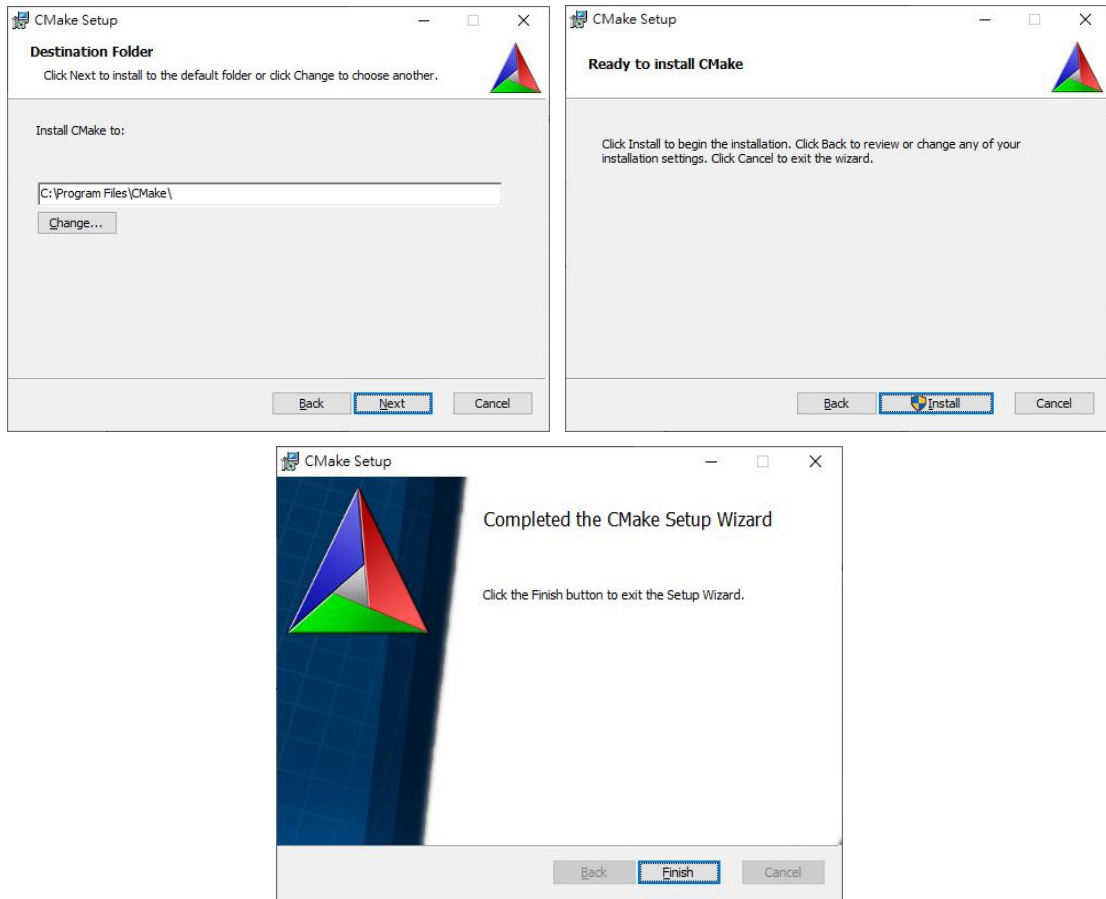 CMake Setup
Destination Folder
Click Next to install to the default folder or click Change to choose another.
Install CMake to:
C:\Program Files\CMake\
Change...
Back
Next
Cancel
CMake Setup
Ready to install CMake
Click Install to begin the installation. Click Back to review or change any of your
installation settings. Click Cancel to exit the wizard.
Back
Install
Cancel
CMake Setup
Completed the CMake Setup Wizard
Click the Finish button to exit the Setup Wizard.
Back
Finish
Cancel